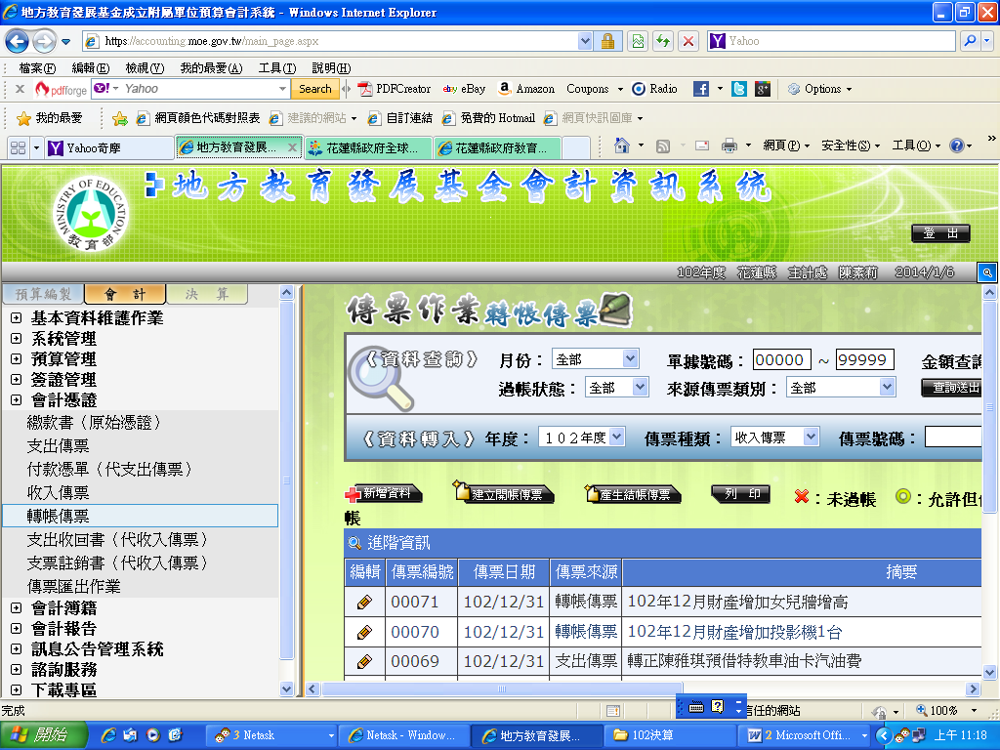 地方教育發展基金成立附屬單位預算會計系統 - Windows Internet Explorer
https://accounting.moe.gov.tw/main_page.aspx
Yahoo
檔案(F) 編輯(E) 檢視(V) 我的最愛(A) 工具(T) 說明(H)
pdfforge Yahoo Search PDFCreator eBay Amazon Coupons Radio Options
我的最愛 網頁顏色代碼對照表 建議的網站 自訂連結 免費的 Hotmail 網頁快訊圖庫
Yahoo奇摩 地方教育發展... 花蓮縣政府全球... 花蓮縣政府教育... 網頁(P) 安全性(S) 工具(O)
MINISTRY OF EDUCATION
教育部
地方教育發展基金會計資訊系統
登 出
102年度 花蓮縣 主計處 陳素莉 2014/1/6
預算編製 會 計 決 算
基本資料維護作業
系統管理
預算管理
簽證管理
會計憑證
繳款書（原始憑證）
支出傳票
付款憑單（代支出傳票）
收入傳票
轉帳傳票
支出收回書（代收入傳票）
支票註銷書（代收入傳票）
傳票匯出作業
會計簿籍
會計報告
訊息公告管理系統
諮詢服務
下載專區
傳票作業 轉帳傳票
《資料查詢》 月份： 全部 單據號碼： 00000 ~ 99999 金額查詢
過帳狀態： 全部 來源傳票類別： 全部 查詢送出
《資料轉入》 年度： １０２年度 傳票種類： 收入傳票 傳票號碼：
新增資料 建立開帳傳票 產生結帳傳票 列 印 ：未過帳 ：允許但
帳
進階資訊
編輯 傳票編號 傳票日期 傳票來源 摘要
00071 102/12/31 轉帳傳票 102年12月財產增加女兒牆增高
00070 102/12/31 轉帳傳票 102年12月財產增加投影機1台
00069 102/12/31 支出傳票 轉正陳雅琪預借特教車油卡汽油費
完成 信任的網站 100%
開始 3 Netask Netask - Window... 地方教育發展... 102決算 2 Microsoft Offi... 上午 11:18